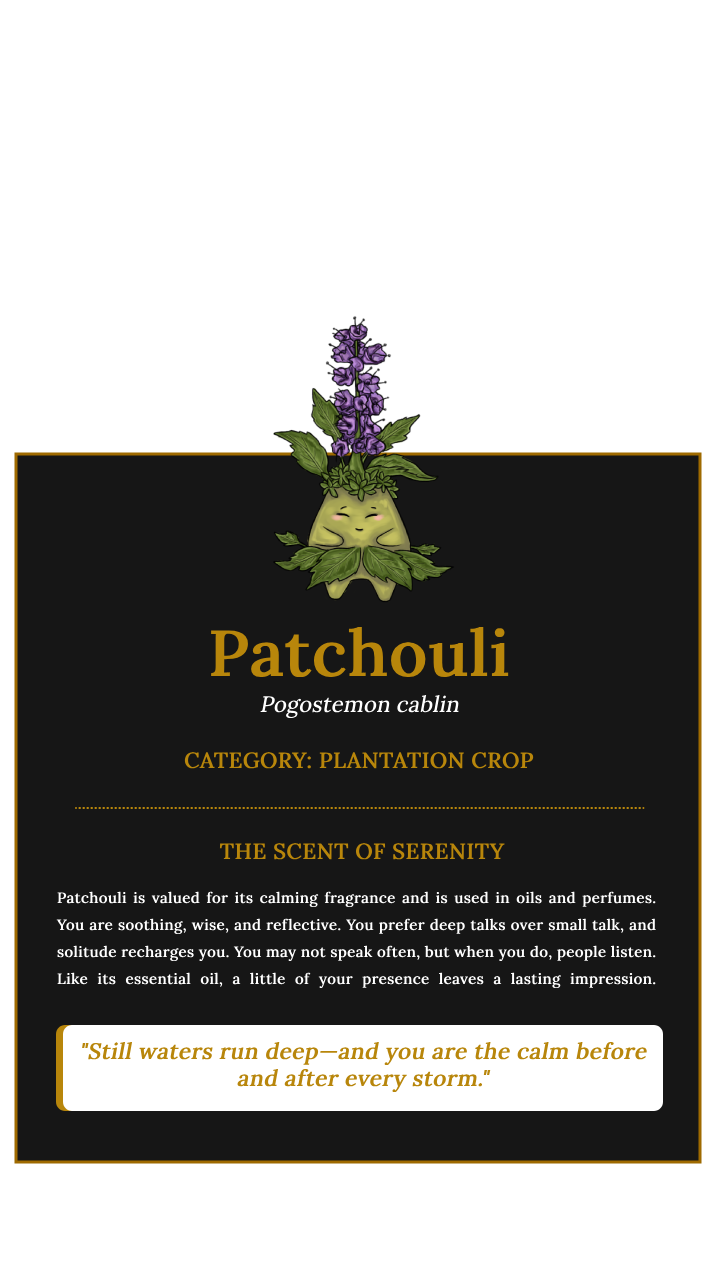 Patchouli
Pogostemon cablin
CATEGORY: PLANTATION CROP
THE SCENT OF SERENITY
Patchouli is valued for its calming fragrance and is used in oils and perfumes.
You are soothing, wise, and reflective. You prefer deep talks over small talk, and
solitude recharges you. You may not speak often, but when you do, people listen.
Like its essential oil, a little of your presence leaves a lasting impression.
"Still waters run deep—and you are the calm before
and after every storm."